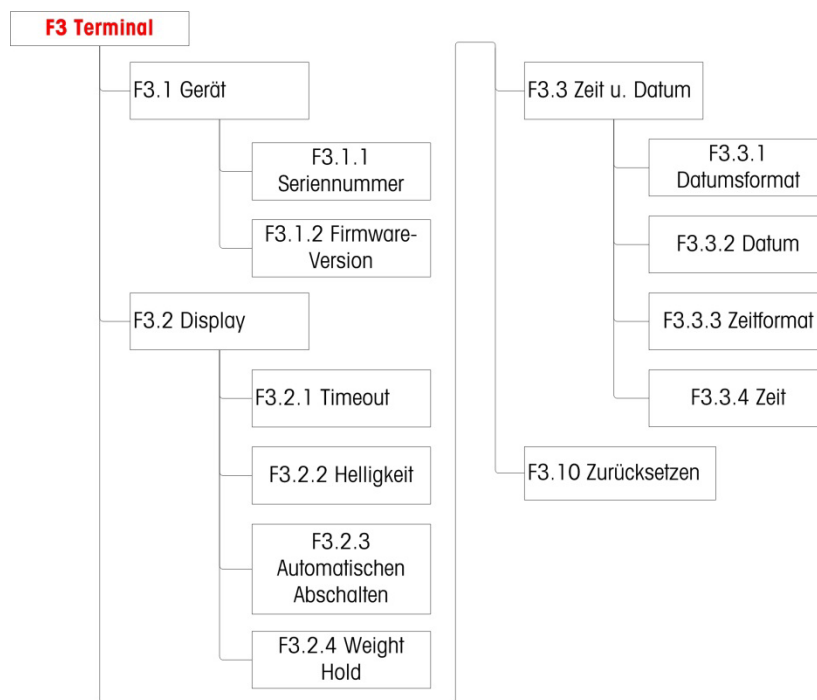 F3 Terminal
F3.1 Gerät
F3.1.1
Seriennummer
F3.1.2 Firmware-
Version
F3.2 Display
F3.2.1 Timeout
F3.2.2 Helligkeit
F3.2.3
Automatischen
Abschalten
F3.2.4 Weight
Hold
F3.3 Zeit u. Datum
F3.3.1
Datumsformat
F3.3.2 Datum
F3.3.3 Zeitformat
F3.3.4 Zeit
F3.10 Zurücksetzen